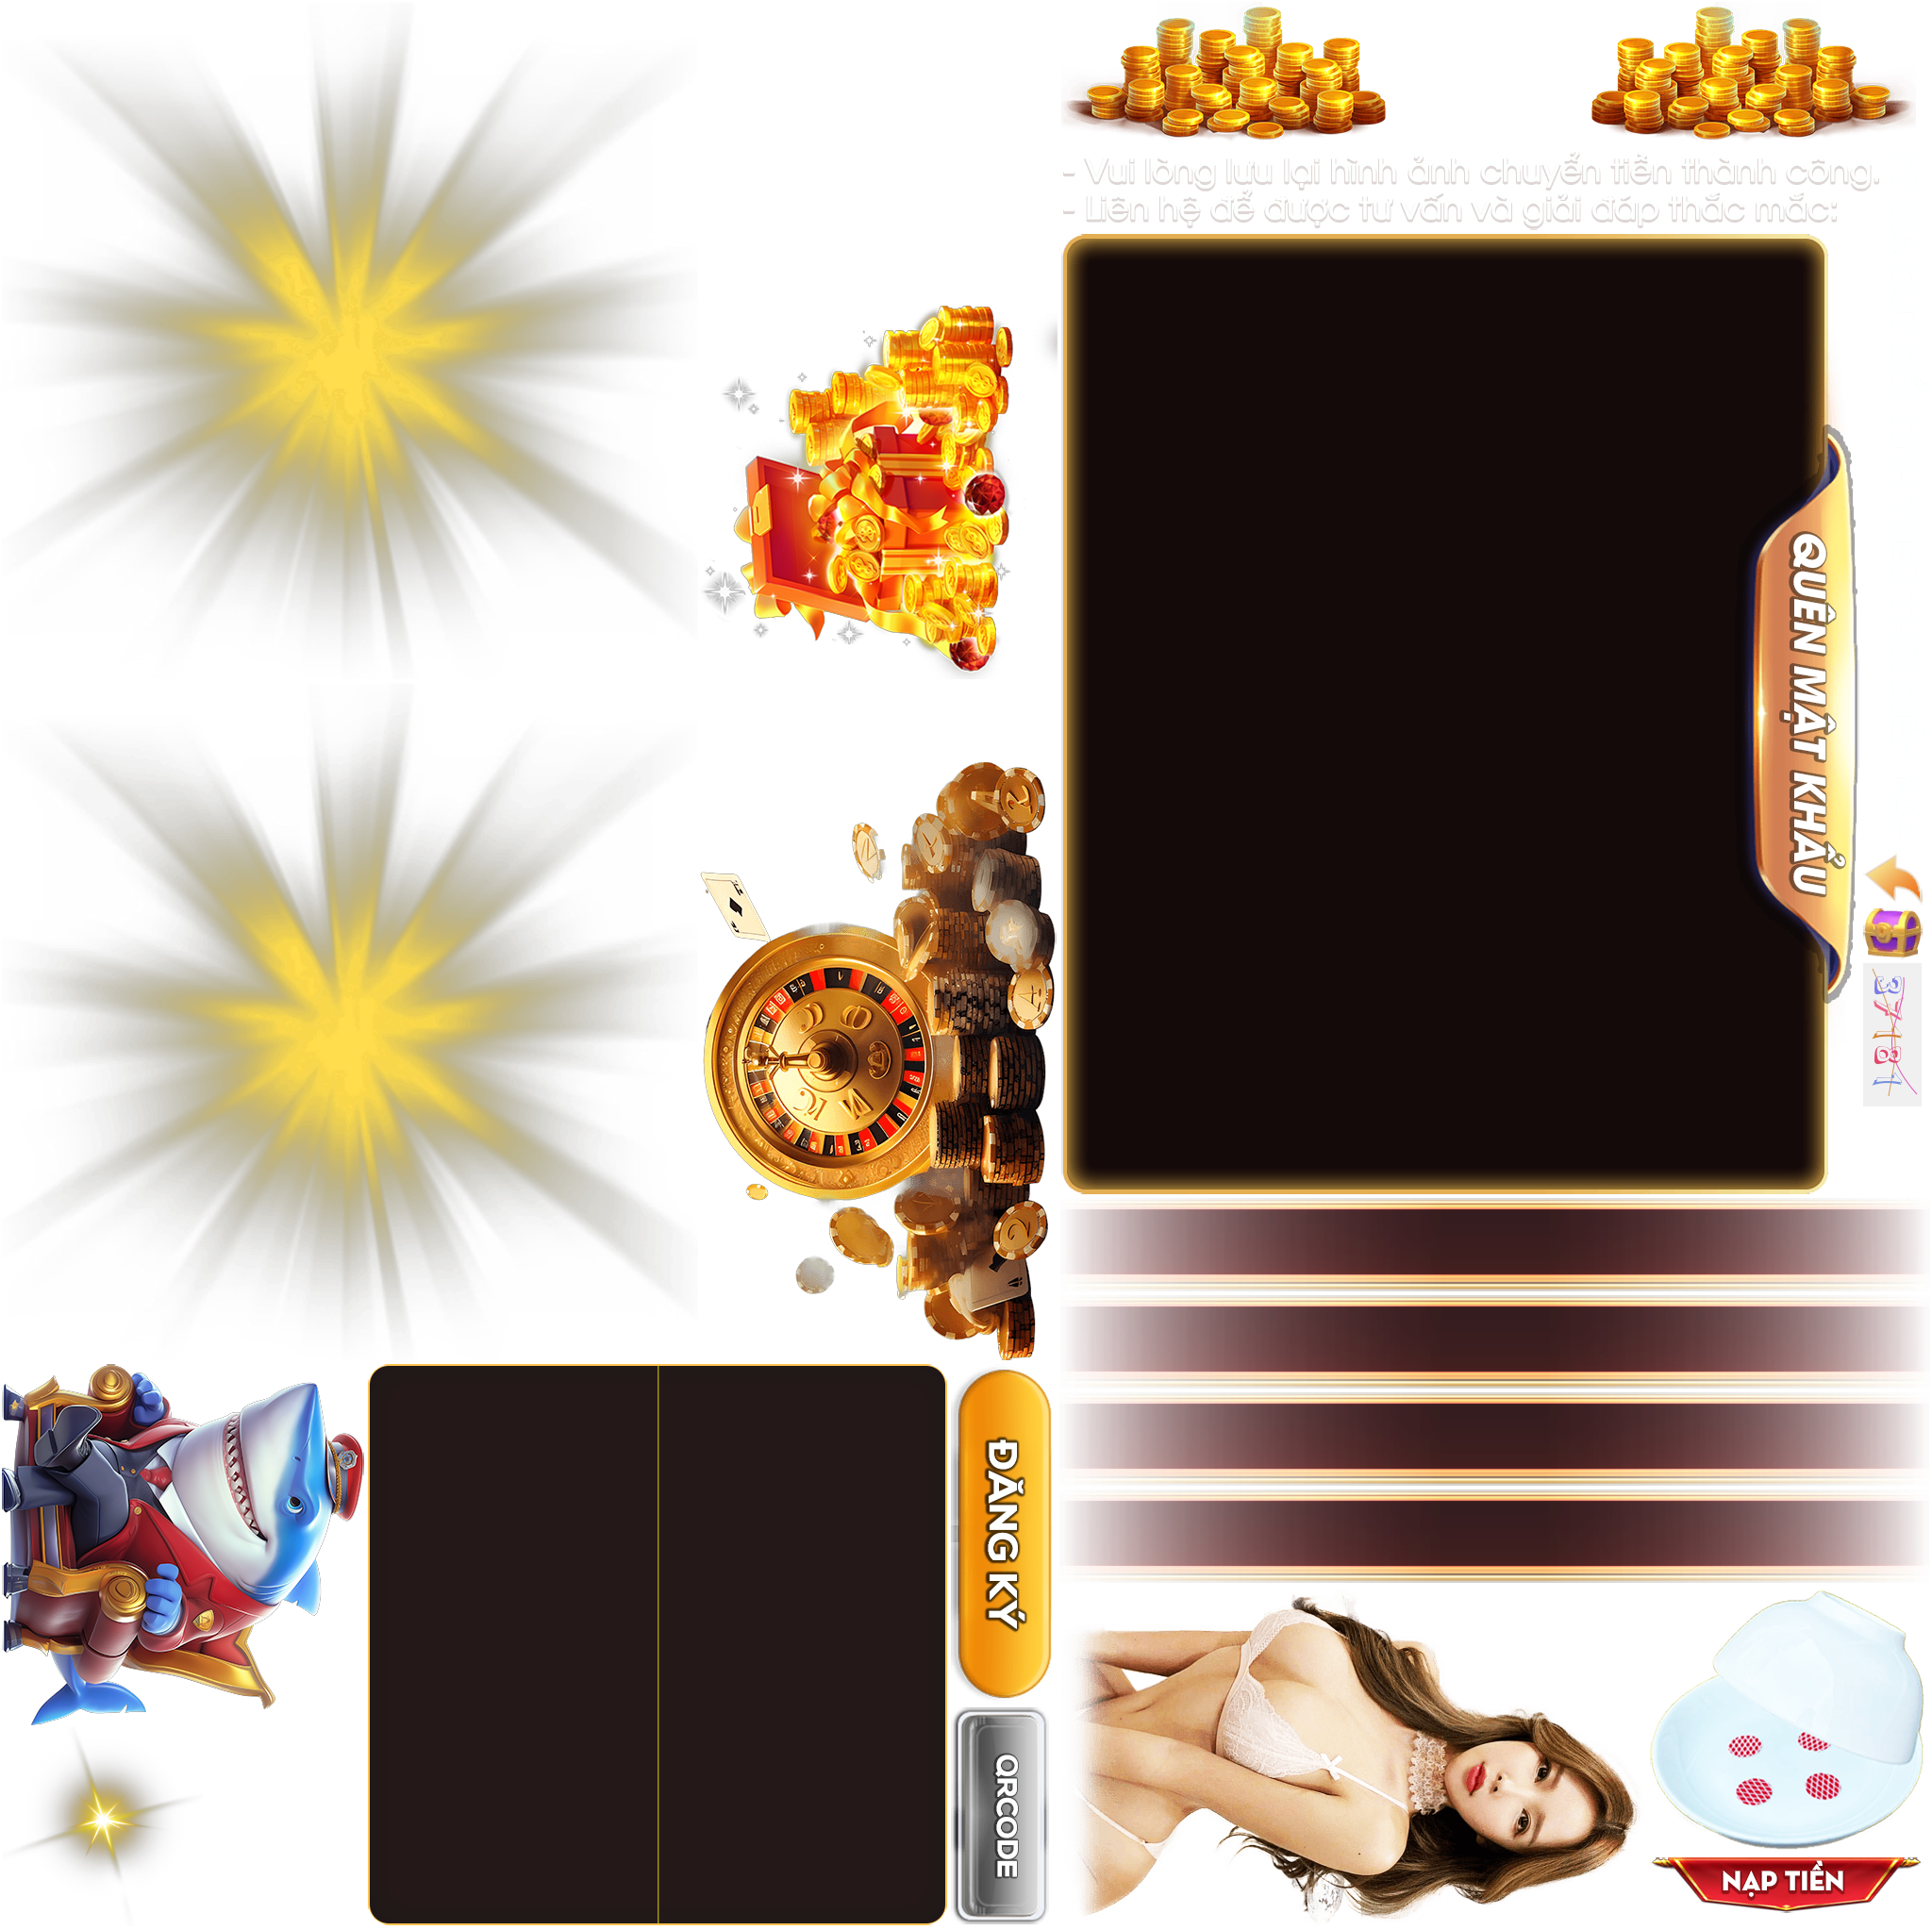 - Vui lòng lưu lại hình ảnh chuyển tiền thành công.
- Liên hệ để được tư vấn và giải đáp thắc mắc:
QUÊN MẬT KHẨU
37181
ĐĂNG KÝ
QRCODE
NẠP TIỀN